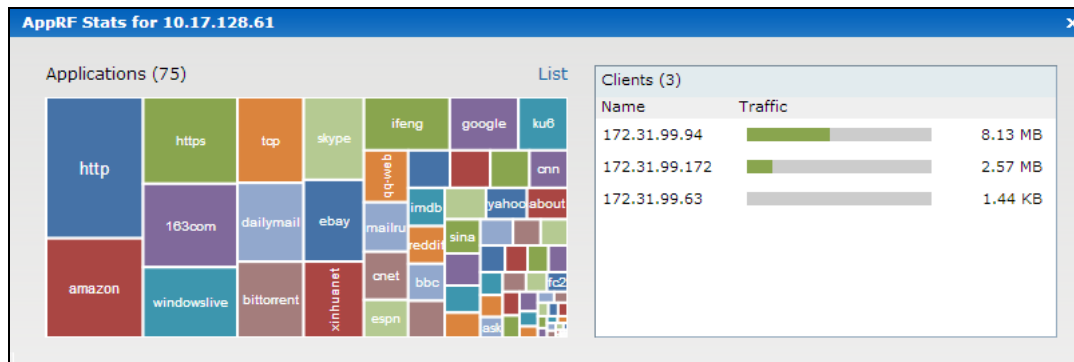 AppRF Stats for 10.17.128.61
x
Applications (75)
List
http
https
tcp
skype
ifeng
google
ku6
qq-web
cnn
amazon
163com
dailymail
ebay
mailru
imdb
yahoo
about
reddit
sina
windowslive
bittorrent
xinhuanet
cnet
bbc
fc2
espn
ask
Clients (3)
Name Traffic
172.31.99.94 8.13 MB
172.31.99.172 2.57 MB
172.31.99.63 1.44 KB